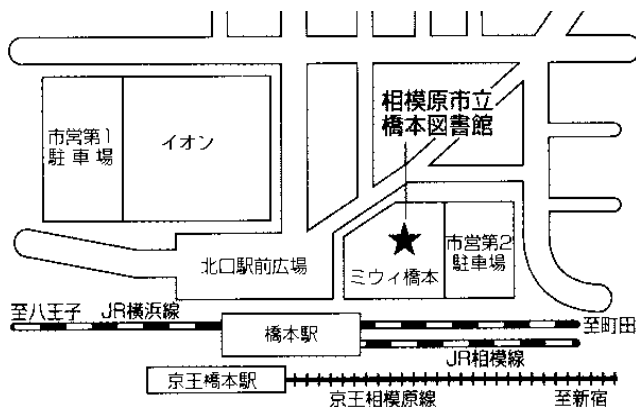 相模原市立
橋本図書館
市営第1
駐車場
イオン
北口駅前広場
ミウィ橋本
市営第2
駐車場
至八王子
JR横浜線
橋本駅
至町田
JR相模線
京王橋本駅
京王相模原線
至新宿